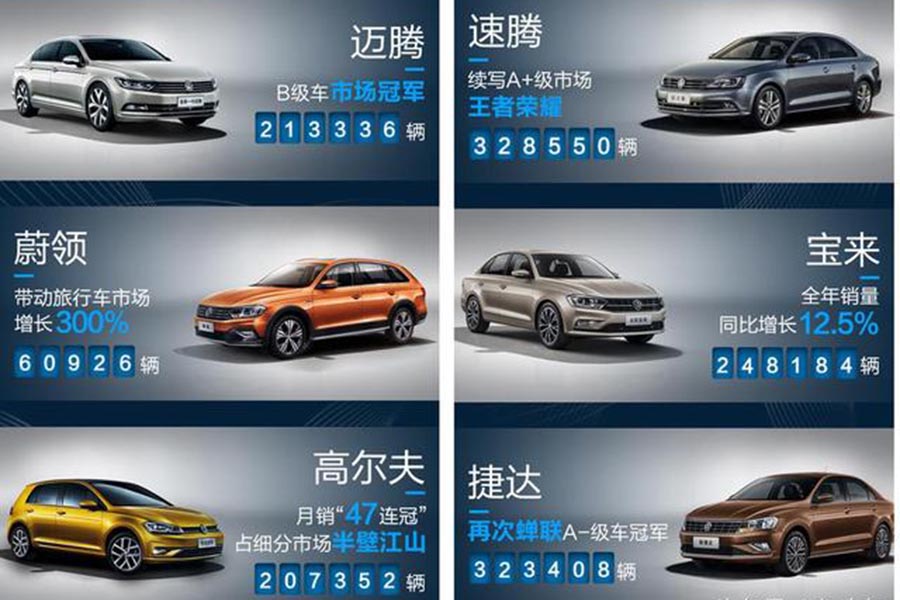 迈腾
B级车市场冠军
213336辆
速腾
续写A+级市场
王者荣耀
328550辆
蔚领
带动旅行车市场
增长300%
60926辆
宝来
全年销量
同比增长12.5%
248184辆
高尔夫
月销“47连冠”
占细分市场半壁江山
207352辆
捷达
再次蝉联A-级车冠军
323408辆